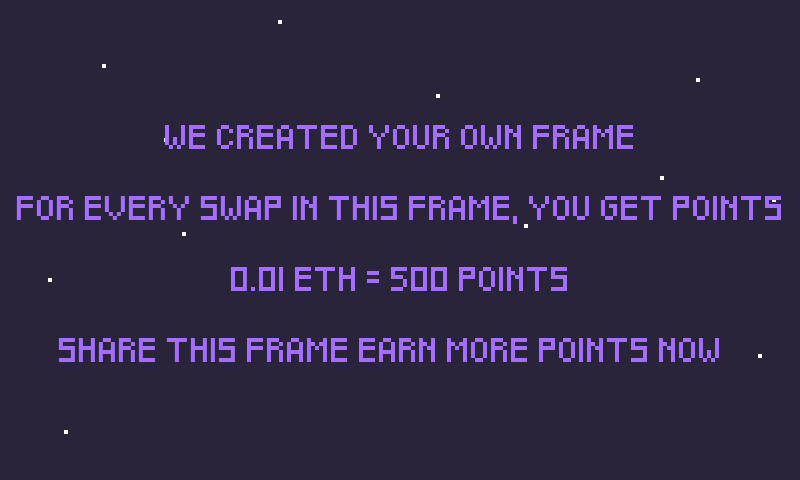 WE CREATED YOUR OWN FRAME
FOR EVERY SWAP IN THIS FRAME, YOU GET POINTS
0.01 ETH = 500 POINTS
SHARE THIS FRAME EARN MORE POINTS NOW